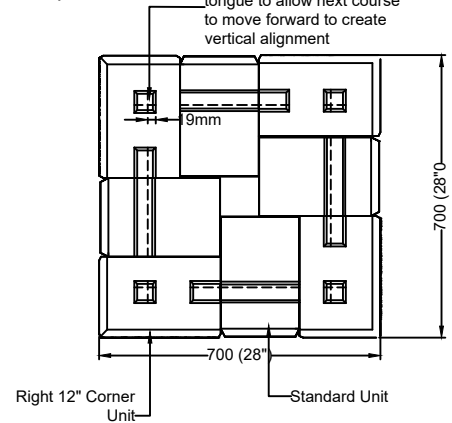 tongue to allow next course
to move forward to create
vertical alignment
19mm
700 (28"0
700 (28")
Right 12" Corner
Unit
Standard Unit